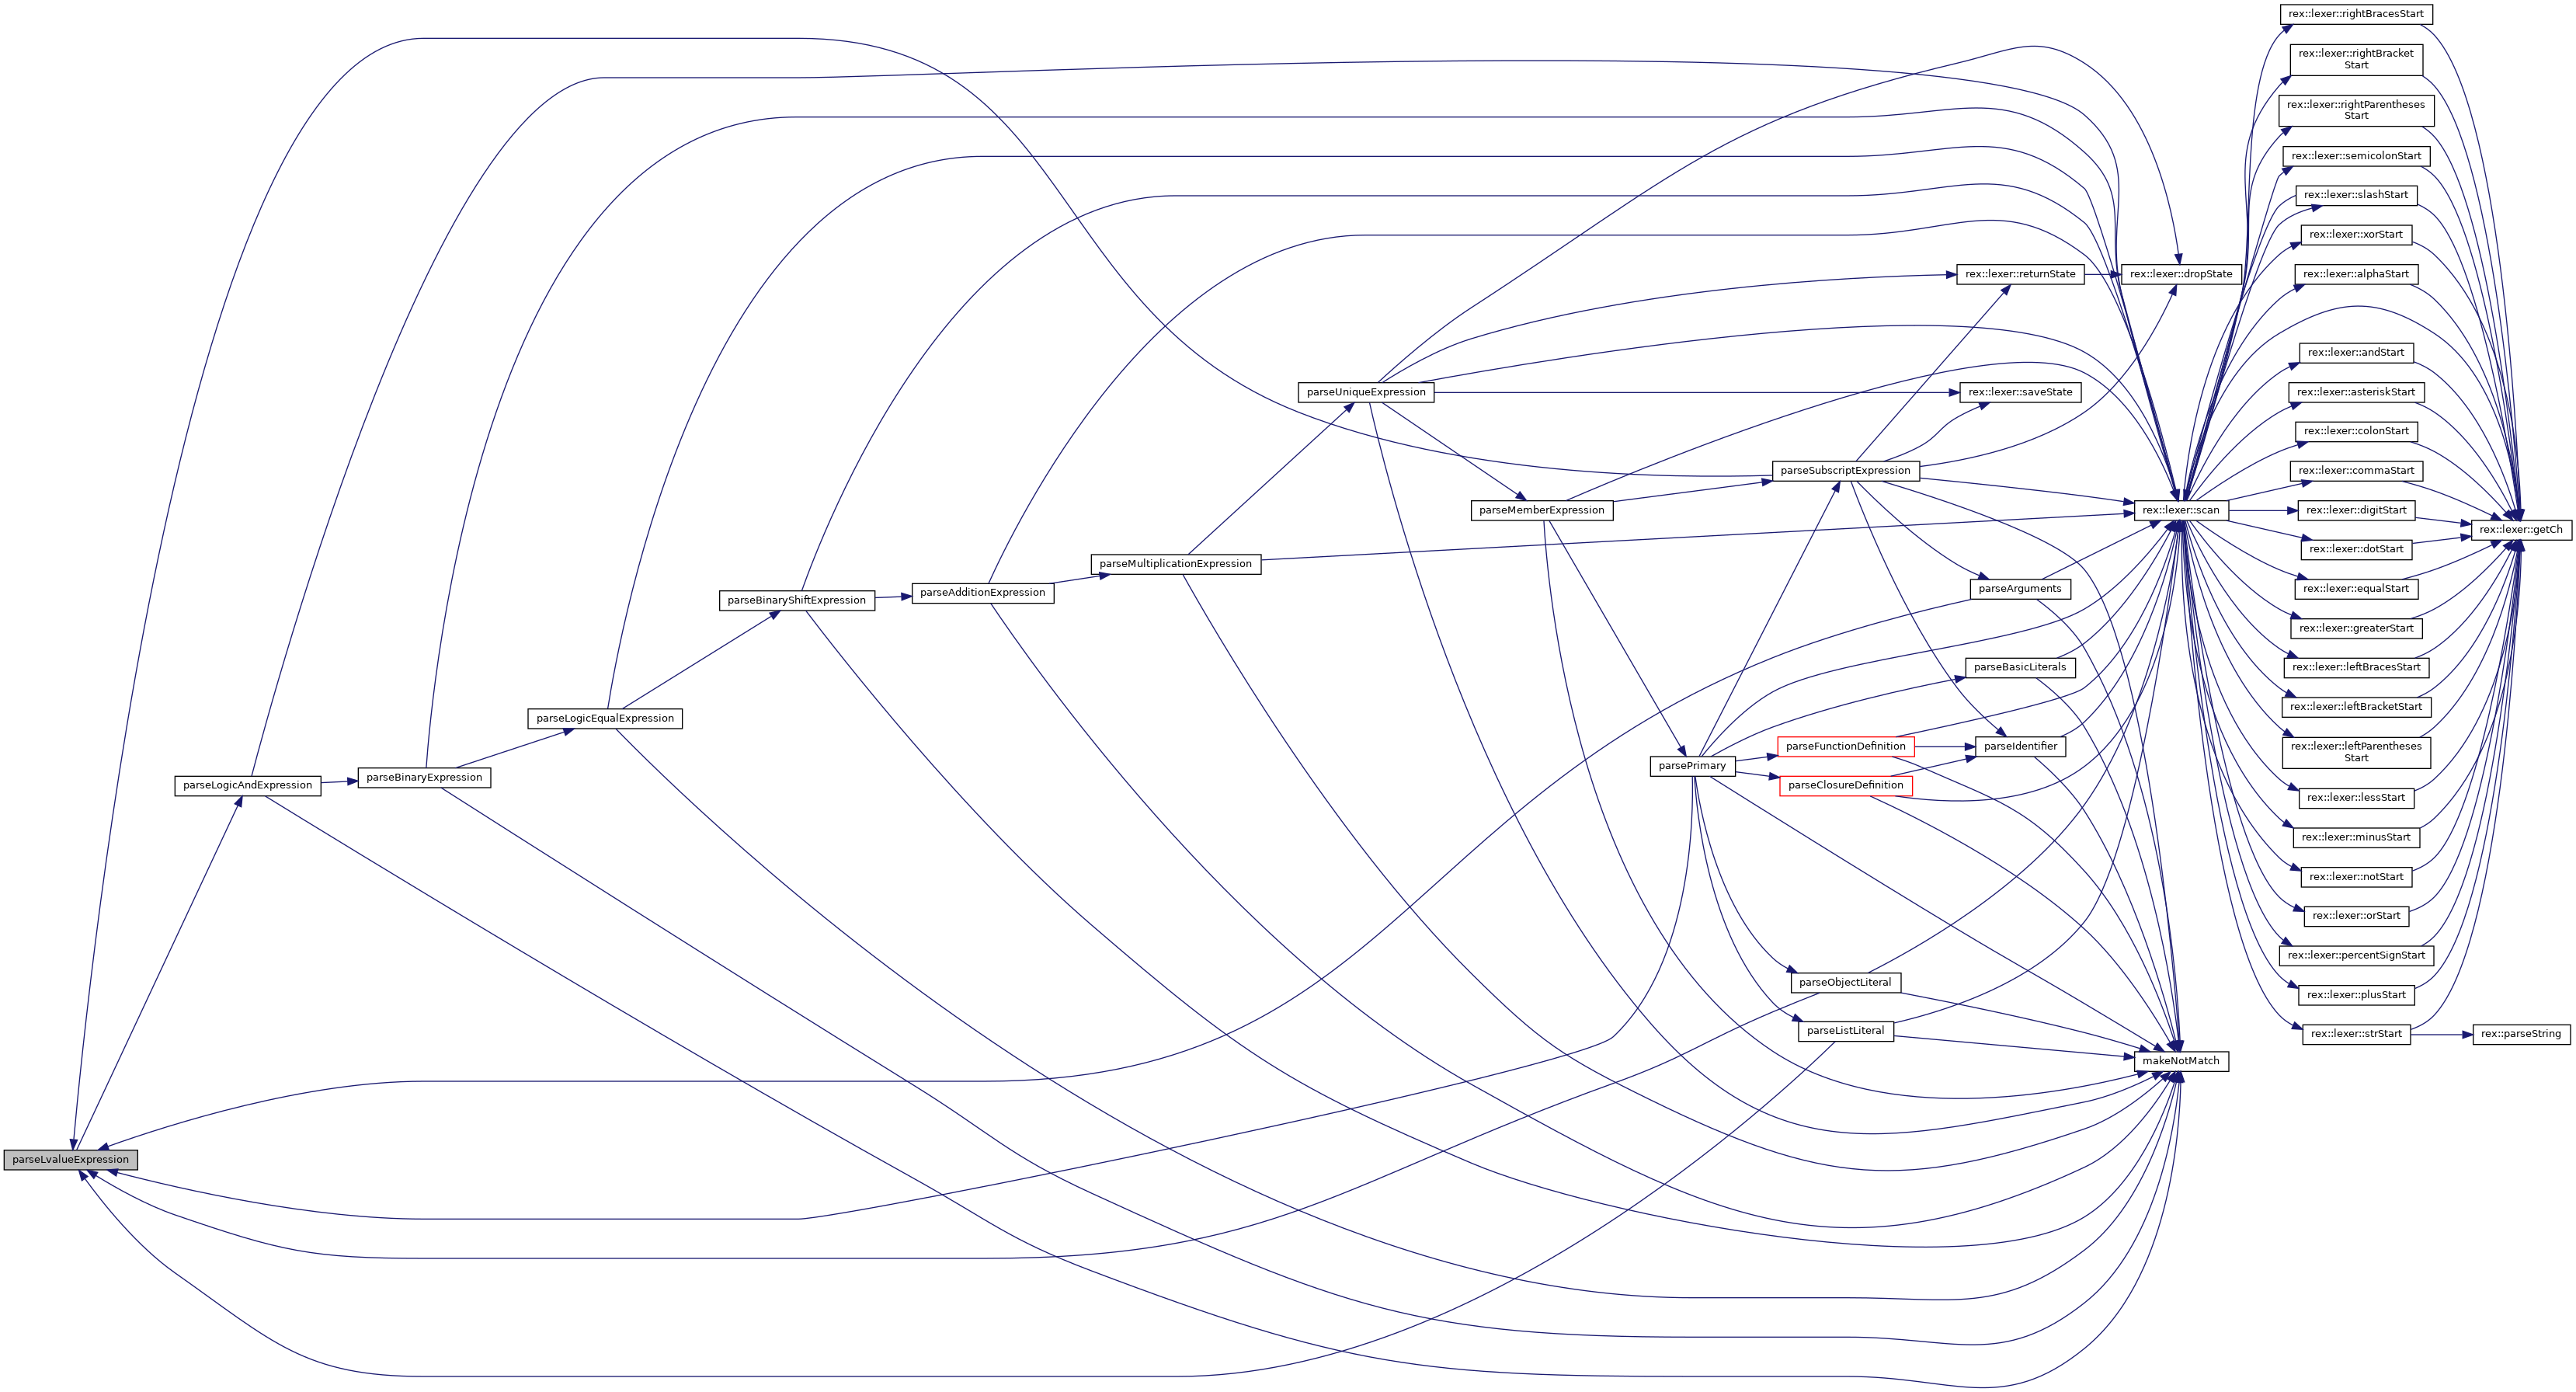 parseLvalueExpression
parseLogicAndExpression
parseBinaryExpression
parseLogicEqualExpression
parseBinaryShiftExpression
parseAdditionExpression
parseMultiplicationExpression
parseUniqueExpression
parseMemberExpression
parsePrimary
parseSubscriptExpression
parseFunctionDefinition
parseClosureDefinition
parseObjectLiteral
parseListLiteral
rex::lexer::returnState
rex::lexer::saveState
parseArguments
parseBasicLiterals
parseIdentifier
rex::lexer::dropState
rex::lexer::scan
makeNotMatch
rex::lexer::rightBracesStart
rex::lexer::rightBracket
Start
rex::lexer::rightParentheses
Start
rex::lexer::semicolonStart
rex::lexer::slashStart
rex::lexer::xorStart
rex::lexer::alphaStart
rex::lexer::andStart
rex::lexer::asteriskStart
rex::lexer::colonStart
rex::lexer::commaStart
rex::lexer::digitStart
rex::lexer::dotStart
rex::lexer::equalStart
rex::lexer::greaterStart
rex::lexer::leftBracesStart
rex::lexer::leftBracketStart
rex::lexer::leftParentheses
Start
rex::lexer::lessStart
rex::lexer::minusStart
rex::lexer::notStart
rex::lexer::orStart
rex::lexer::percentSignStart
rex::lexer::plusStart
rex::lexer::strStart
rex::lexer::getCh
rex::parseString